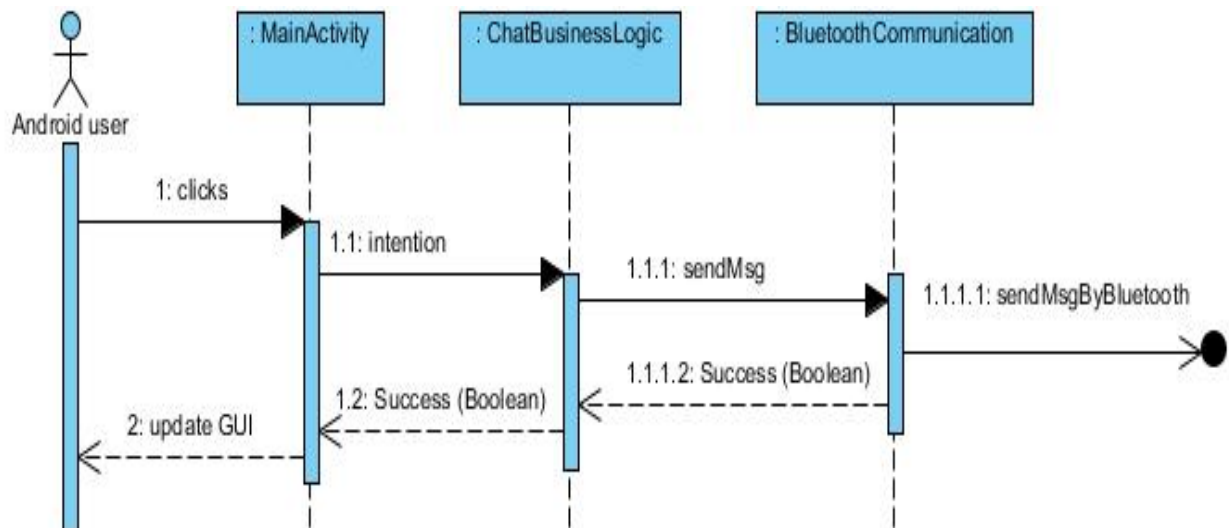 : MainActivity
: ChatBusinessLogic
: BluetoothCommunication
Android user
1: clicks
1.1: intention
1.1.1: sendMsg
1.1.1.1: sendMsgByBluetooth
1.1.1.2: Success (Boolean)
1.2: Success (Boolean)
2: update GUI